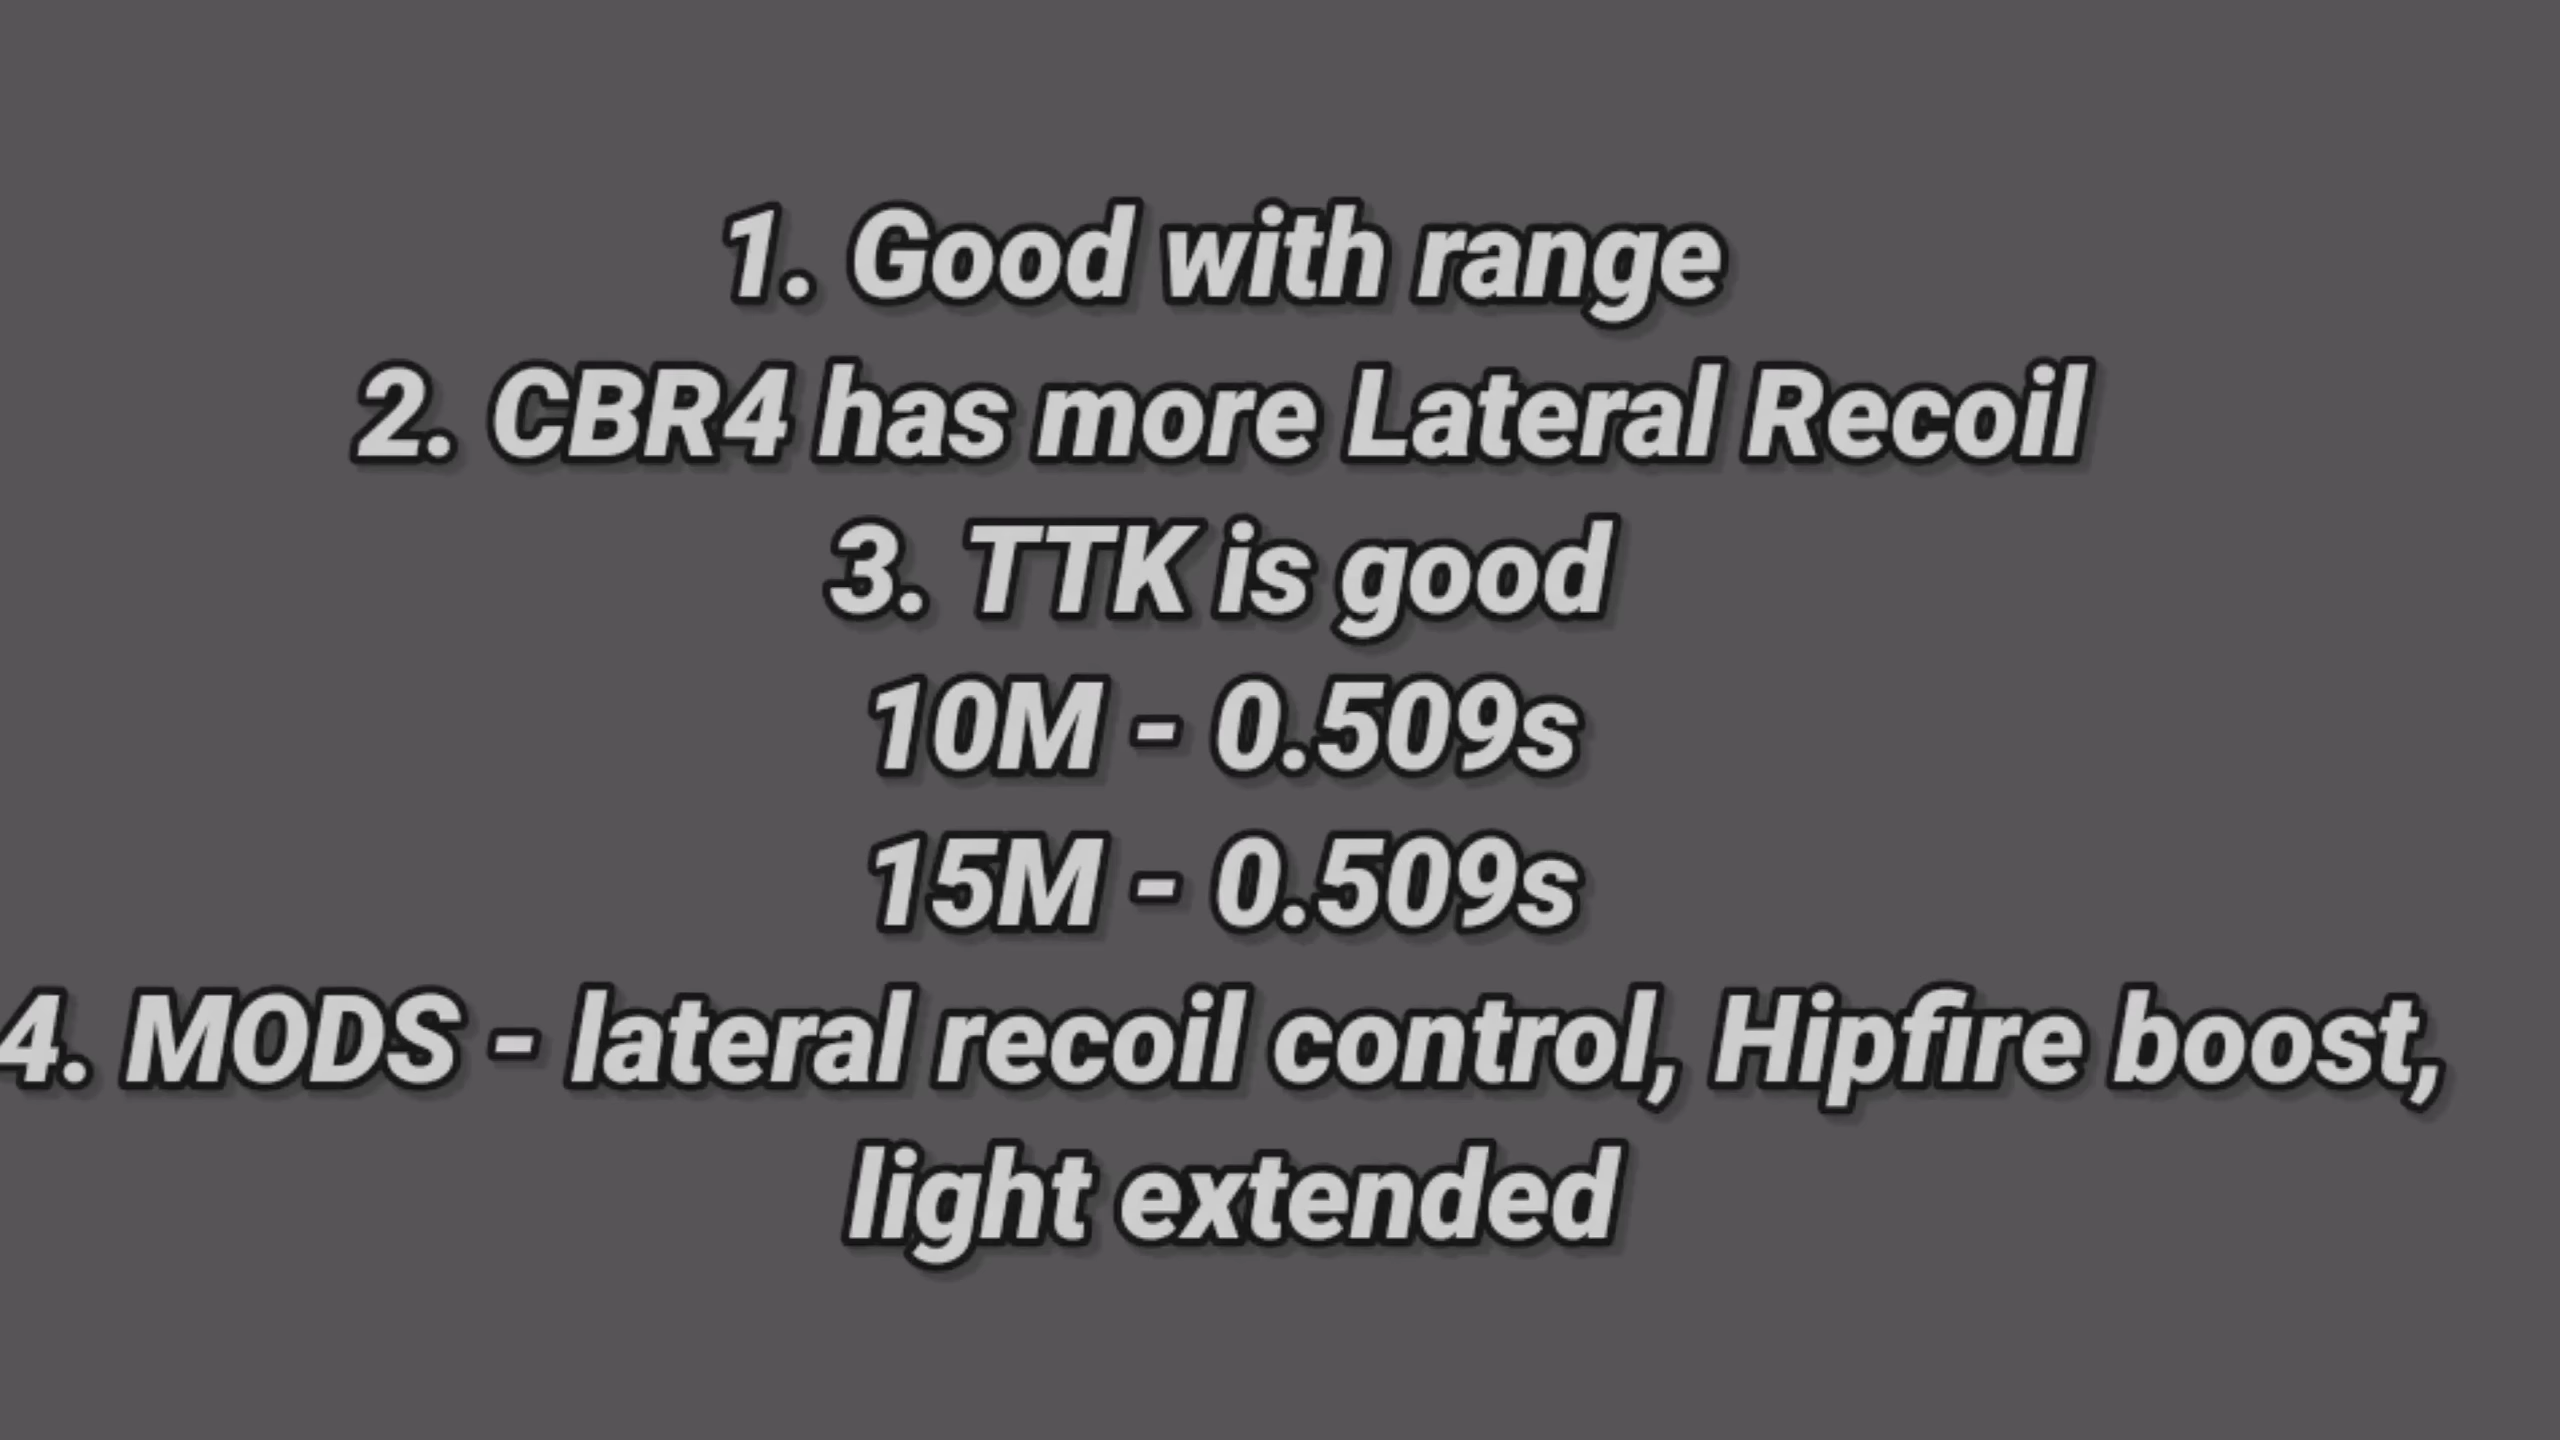 1. Good with range
2. CBR4 has more Lateral Recoil
3. TTK is good
10M - 0.509s
15M - 0.509s
4. MODS - lateral recoil control, Hipfire boost,
light extended